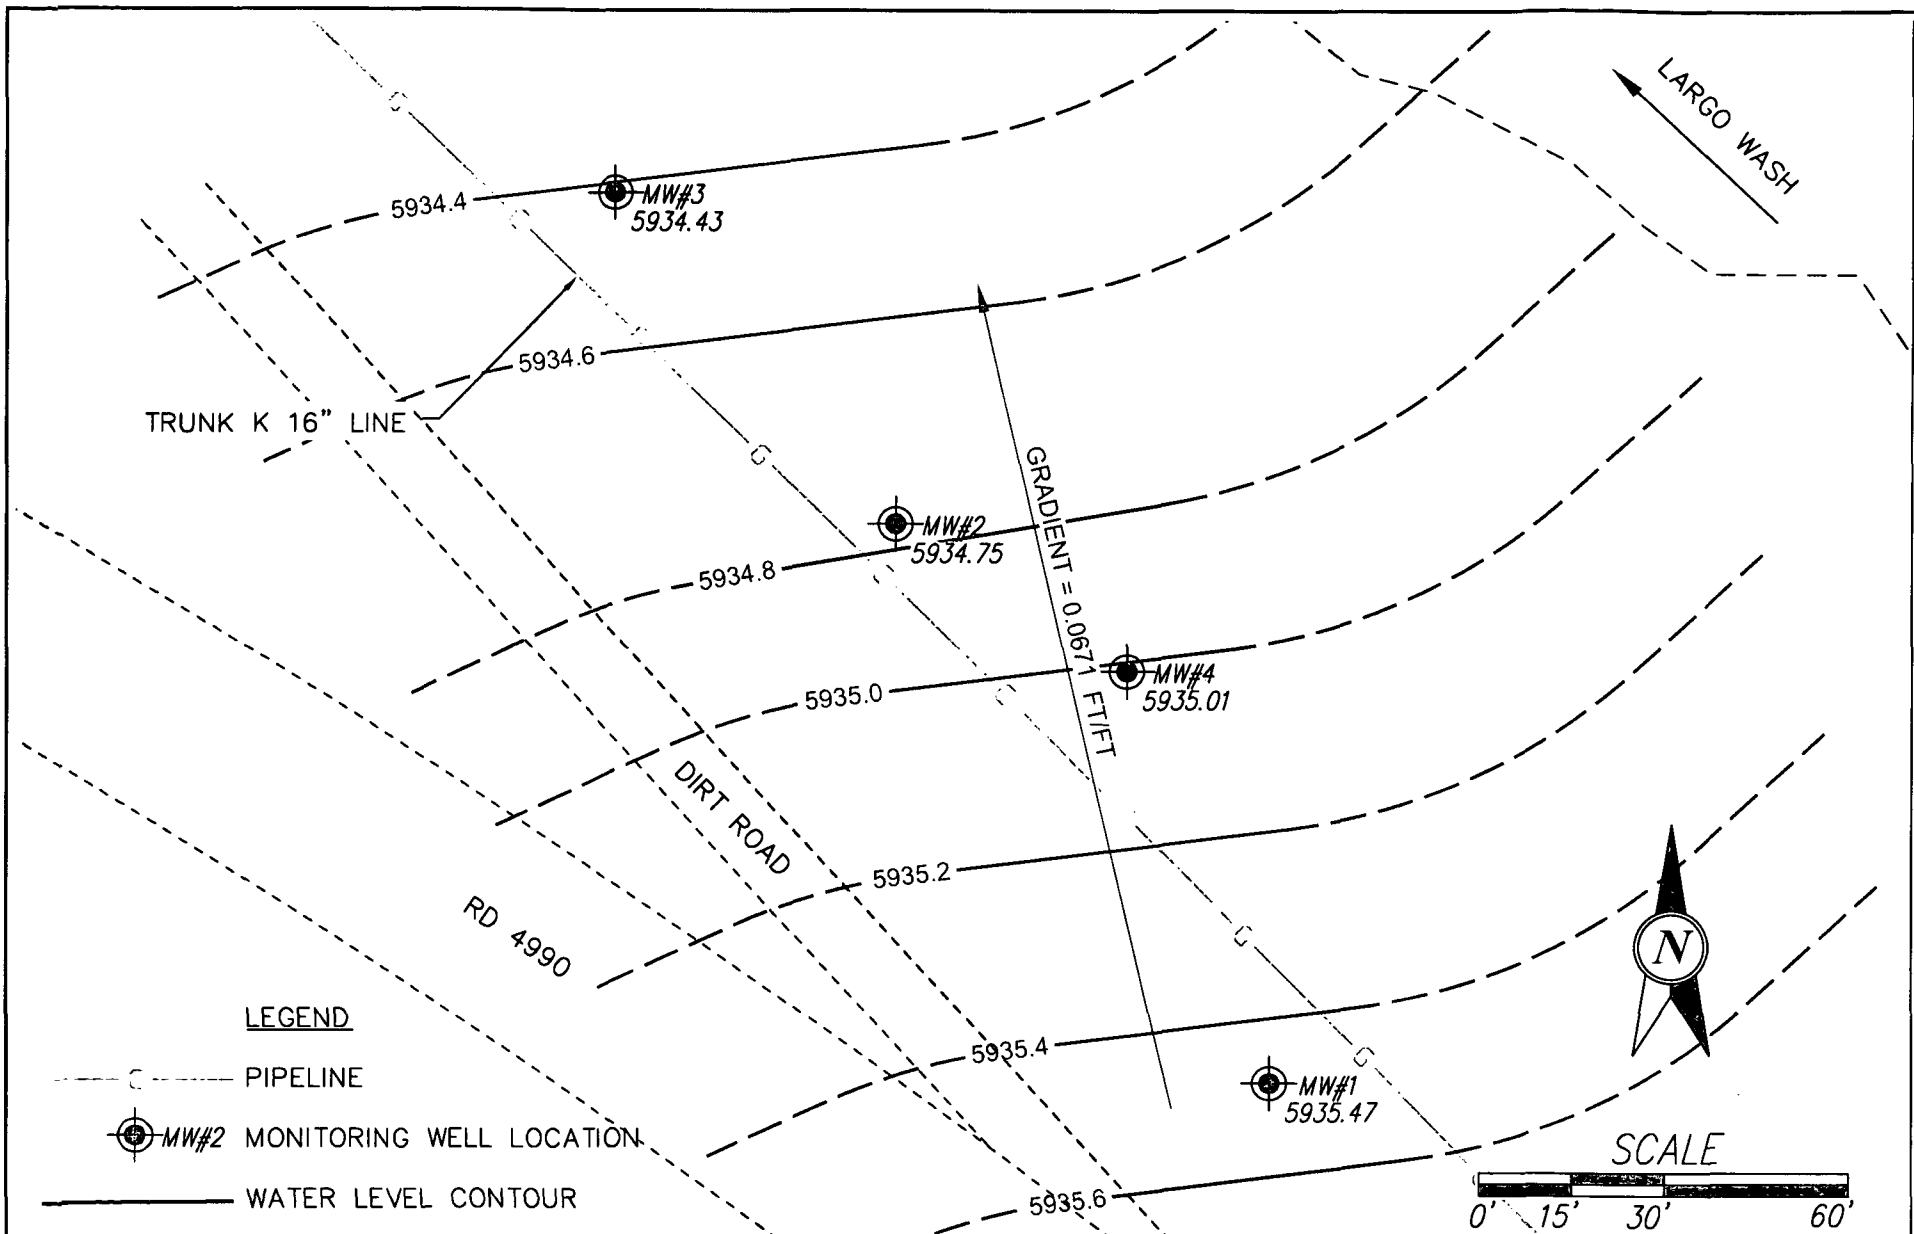 LARGO WASH
5934.4
MW#3
5934.43
5934.6
TRUNK K 16" LINE
GRADIENT = 0.0671 FT/FT
MW#2
5934.75
5934.8
MW#4
5935.01
5935.0
DIRT ROAD
5935.2
RD 4990
N
5935.4
MW#1
5935.47
5935.6
LEGEND
G PIPELINE
MW#2 MONITORING WELL LOCATION
WATER LEVEL CONTOUR
SCALE
0' 15' 30' 60'